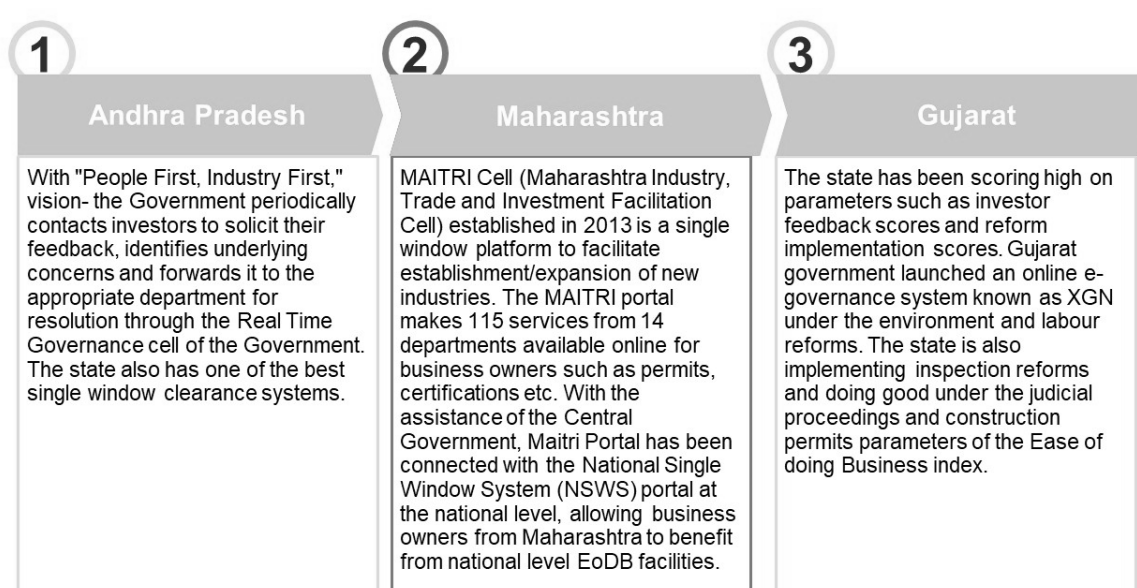 1
Andhra Pradesh
With "People First, Industry First,"
vision- the Government periodically
contacts investors to solicit their
feedback, identifies underlying
concerns and forwards it to the
appropriate department for
resolution through the Real Time
Governance cell of the Government.
The state also has one of the best
single window clearance systems.
2
Maharashtra
MAITRI Cell (Maharashtra Industry,
Trade and Investment Facilitation
Cell) established in 2013 is a single
window platform to facilitate
establishment/expansion of new
industries. The MAITRI portal
makes 115 services from 14
departments available online for
business owners such as permits,
certifications etc. With the
assistance of the Central
Government, Maitri Portal has been
connected with the National Single
Window System (NSWS) portal at
the national level, allowing business
owners from Maharashtra to benefit
from national level EoDB facilities.
3
Gujarat
The state has been scoring high on
parameters such as investor
feedback scores and reform
implementation scores. Gujarat
government launched an online e-
governance system known as XGN
under the environment and labour
reforms. The state is also
implementing inspection reforms
and doing good under the judicial
proceedings and construction
permits parameters of the Ease of
doing Business index.